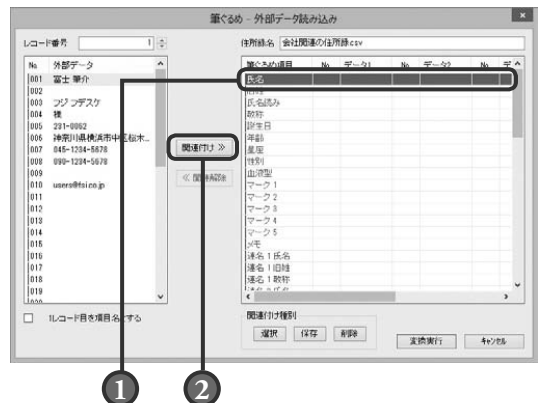 筆ぐるめ - 外部データ読み込み
レコード番号 1
住所録名 会社関連の住所録.csv
No. 外部データ
001 富士 筆介
002
003 フジ フデスケ
004 様
005 231-0062
006 神奈川県横浜市中区桜木...
007 045-1234-5678
008 090-1234-5678
009
010 users@fsi.co.jp
011
012
013
014
015
016
017
018
019
関連付け ≫
≪ 関連解除
筆ぐるめ項目 No. データ1 No. データ2 No.
氏名
旧姓
氏名読み
敬称
誕生日
年齢
星座
性別
血液型
マーク1
マーク2
マーク3
マーク4
マーク5
メモ
連名1氏名
連名1旧姓
連名1敬称
1レコード目を項目名とする
関連付け種別
選択 保存 削除
変換実行 キャンセル
1 2